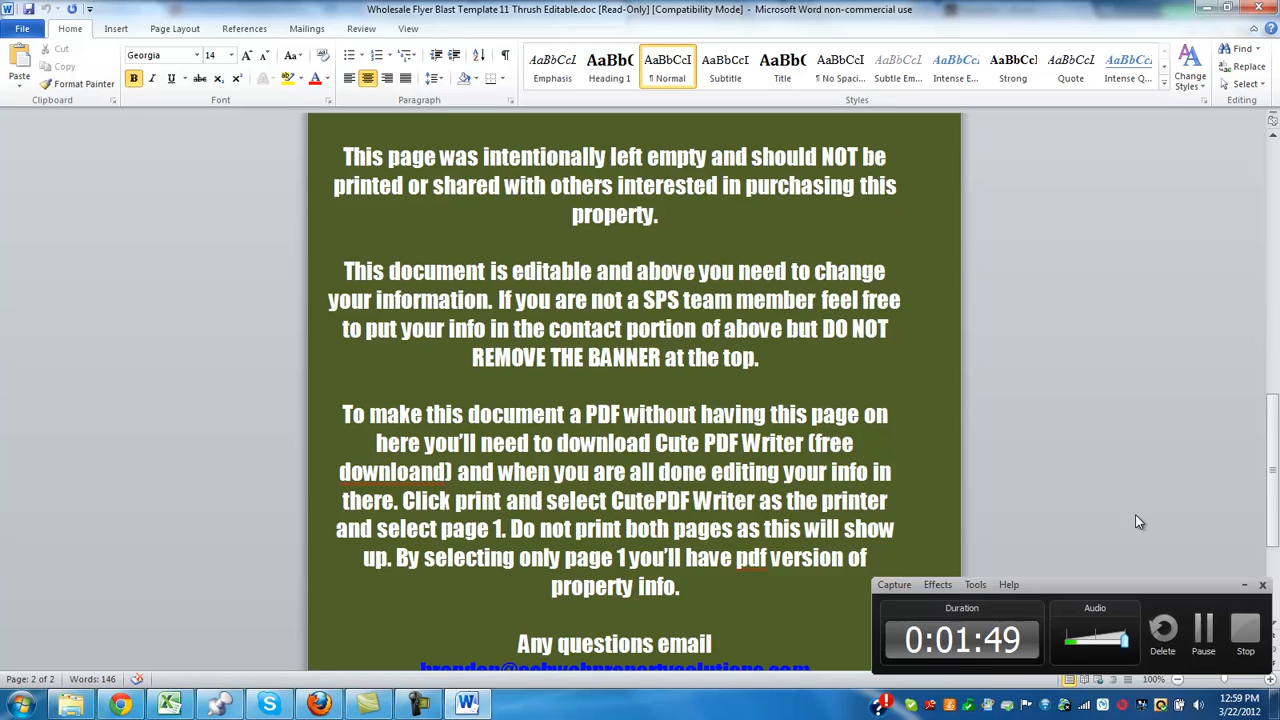 Wholesale Flyer Blast Template 11 Thrush Editable.doc [Read-Only] [Compatibility Mode] - Microsoft Word non-commercial use
File Home Insert Page Layout References Mailings Review View
Paste
Cut
Copy
Format Painter
Clipboard
Georgia 14
Font
Paragraph
AaBbCcI AaBb( AaBbCcI AaBbCcI AaBb( AaBbCcI AaBbCcI AaBbCcI AaBbCcI AaBbCcI AaBbCcI
Emphasis Heading 1 ¶ Normal Subtitle Title ¶ No Spaci... Subtle Em... Intense E... Strong Quote Intense Q...
Change Styles
Styles
Find
Replace
Select
Editing
This page was intentionally left empty and should NOT be
printed or shared with others interested in purchasing this
property.
This document is editable and above you need to change
your information. If you are not a SPS team member feel free
to put your info in the contact portion of above but DO NOT
REMOVE THE BANNER at the top.
To make this document a PDF without having this page on
here you'll need to download Cute PDF Writer (free
downloand) and when you are all done editing your info in
there. Click print and select CutePDF Writer as the printer
and select page 1. Do not print both pages as this will show
up. By selecting only page 1 you'll have pdf version of
property info.
Any questions email
Capture Effects Tools Help
Duration
0:01:49
Audio
Delete Pause Stop
Page: 2 of 2 Words: 146
100%
12:59 PM
3/22/2012